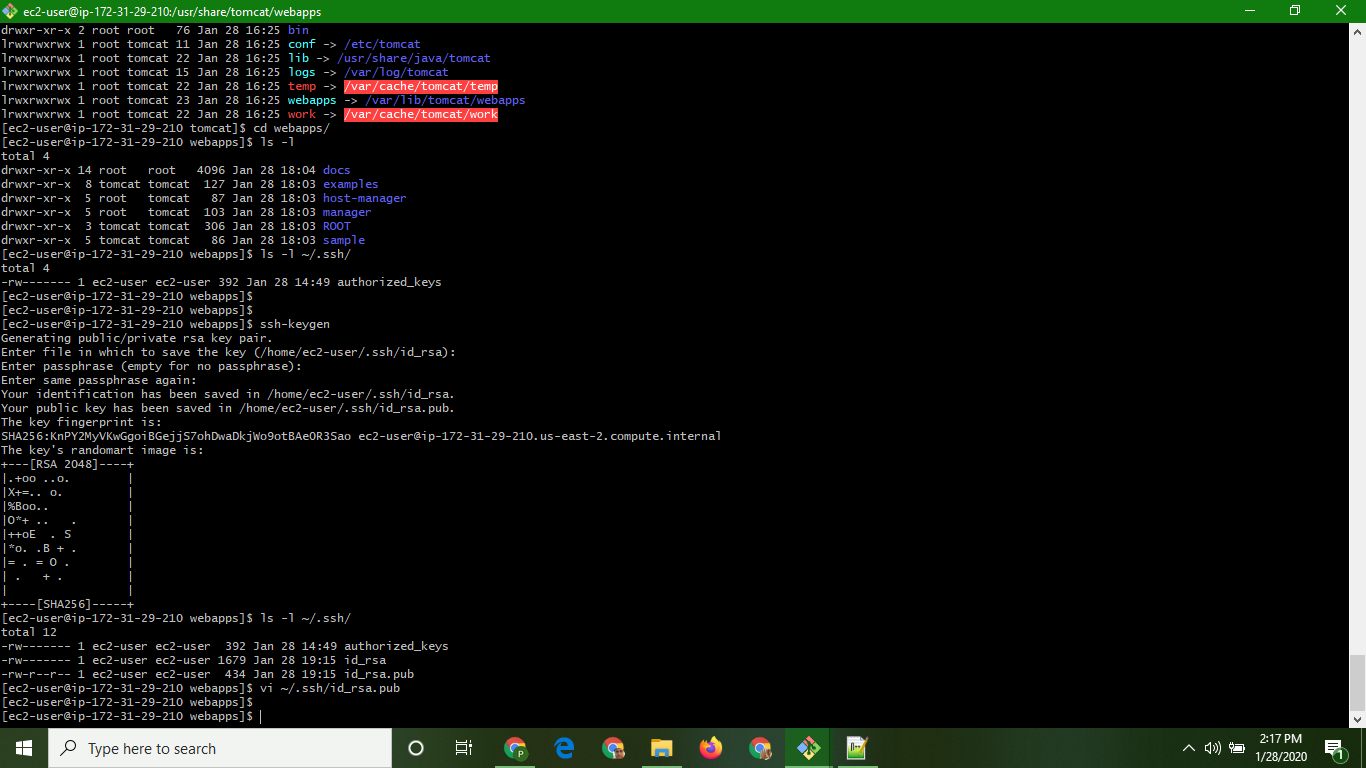 ec2-user@ip-172-31-29-210:/usr/share/tomcat/webapps
drwxr-xr-x 2 root root   76 Jan 28 16:25 bin
lrwxrwxrwx 1 root tomcat 11 Jan 28 16:25 conf -> /etc/tomcat
lrwxrwxrwx 1 root tomcat 22 Jan 28 16:25 lib -> /usr/share/java/tomcat
lrwxrwxrwx 1 root tomcat 15 Jan 28 16:25 logs -> /var/log/tomcat
lrwxrwxrwx 1 root tomcat 22 Jan 28 16:25 temp -> /var/cache/tomcat/temp
lrwxrwxrwx 1 root tomcat 23 Jan 28 16:25 webapps -> /var/lib/tomcat/webapps
lrwxrwxrwx 1 root tomcat 22 Jan 28 16:25 work -> /var/cache/tomcat/work
[ec2-user@ip-172-31-29-210 tomcat]$ cd webapps/
[ec2-user@ip-172-31-29-210 webapps]$ ls -l
total 4
drwxr-xr-x 14 root   root   4096 Jan 28 18:04 docs
drwxr-xr-x  8 tomcat tomcat  127 Jan 28 18:03 examples
drwxr-xr-x  5 root   tomcat   87 Jan 28 18:03 host-manager
drwxr-xr-x  5 root   tomcat  103 Jan 28 18:03 manager
drwxr-xr-x  3 tomcat tomcat  306 Jan 28 18:03 ROOT
drwxr-xr-x  5 tomcat tomcat   86 Jan 28 18:03 sample
[ec2-user@ip-172-31-29-210 webapps]$ ls -l ~/.ssh/
total 4
-rw------- 1 ec2-user ec2-user 392 Jan 28 14:49 authorized_keys
[ec2-user@ip-172-31-29-210 webapps]$
[ec2-user@ip-172-31-29-210 webapps]$
[ec2-user@ip-172-31-29-210 webapps]$ ssh-keygen
Generating public/private rsa key pair.
Enter file in which to save the key (/home/ec2-user/.ssh/id_rsa):
Enter passphrase (empty for no passphrase):
Enter same passphrase again:
Your identification has been saved in /home/ec2-user/.ssh/id_rsa.
Your public key has been saved in /home/ec2-user/.ssh/id_rsa.pub.
The key fingerprint is:
SHA256:KnPY2MyVKwGgoiBGejjS7ohDwaDkjWo9otBAeOR3Sao ec2-user@ip-172-31-29-210.us-east-2.compute.internal
The key's randomart image is:
+---[RSA 2048]----+
|.+oo ..o.        |
|X+=.. o.         |
|%Boo..           |
|O*+ ..   .       |
|++oE  . S        |
|*o. .B + .       |
|= . = O .        |
| .   + .         |
|                 |
+----[SHA256]-----+
[ec2-user@ip-172-31-29-210 webapps]$ ls -l ~/.ssh/
total 12
-rw------- 1 ec2-user ec2-user  392 Jan 28 14:49 authorized_keys
-rw------- 1 ec2-user ec2-user 1679 Jan 28 19:15 id_rsa
-rw-r--r-- 1 ec2-user ec2-user  434 Jan 28 19:15 id_rsa.pub
[ec2-user@ip-172-31-29-210 webapps]$ vi ~/.ssh/id_rsa.pub
[ec2-user@ip-172-31-29-210 webapps]$
[ec2-user@ip-172-31-29-210 webapps]$
Type here to search
P
2:17 PM
1/28/2020
1